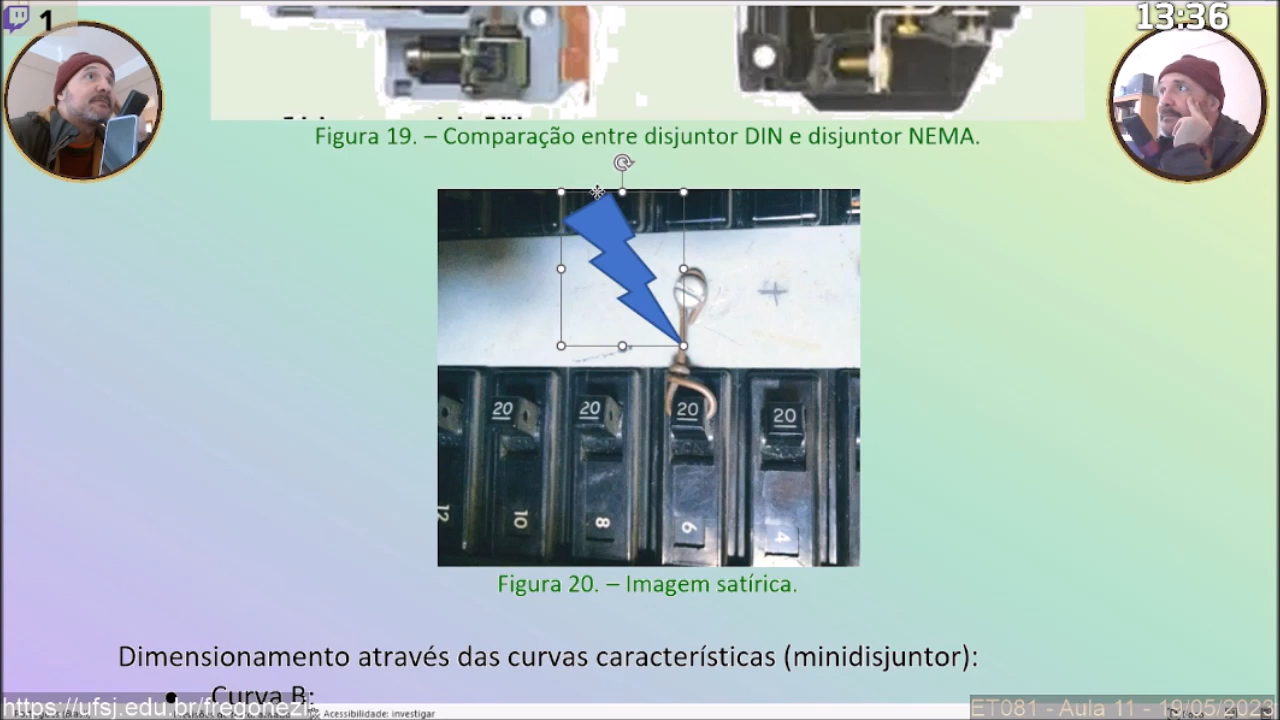 1
13:36
Figura 19. – Comparação entre disjuntor DIN e disjuntor NEMA.
20
20
20
20
12
10
8
6
4
Figura 20. – Imagem satírica.
Dimensionamento através das curvas características (minidisjuntor):
• Curva B:
https://ufsj.edu.br/fregonezi
Acessibilidade: investigar
ET081 - Aula 11 - 19/05/2023